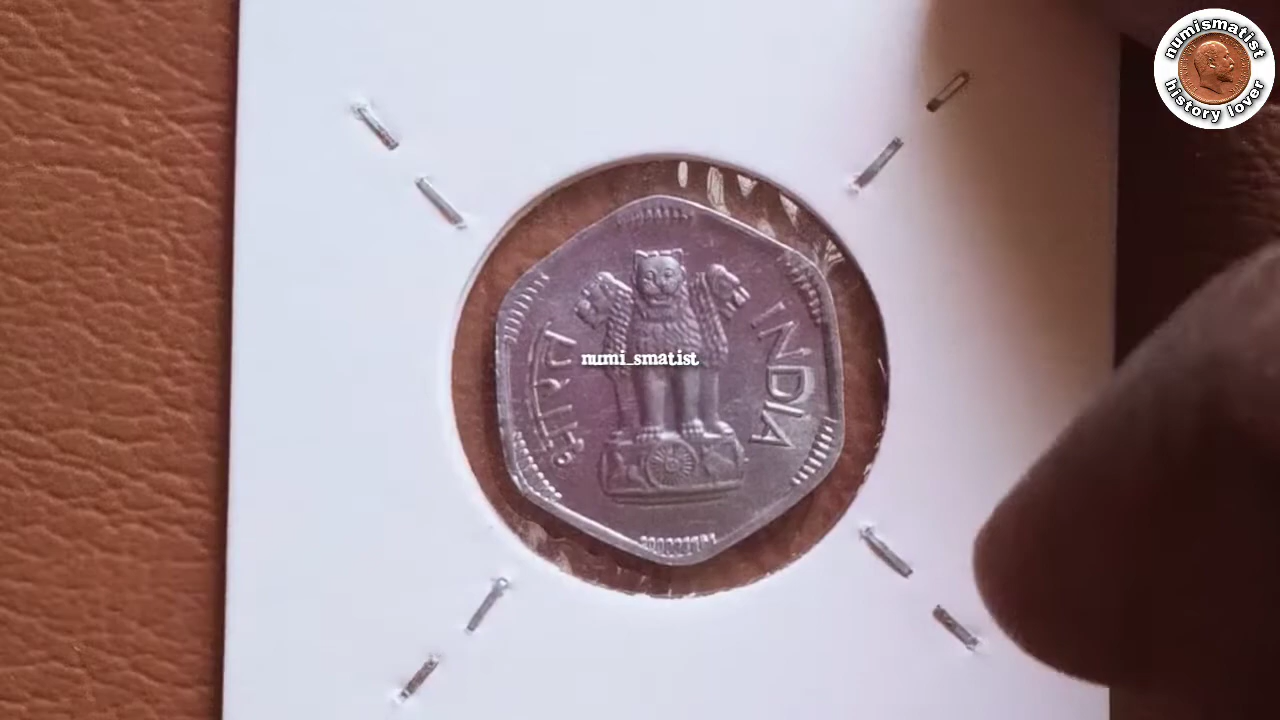 numismatist
history lover
भारत
numi_smatist
INDIA